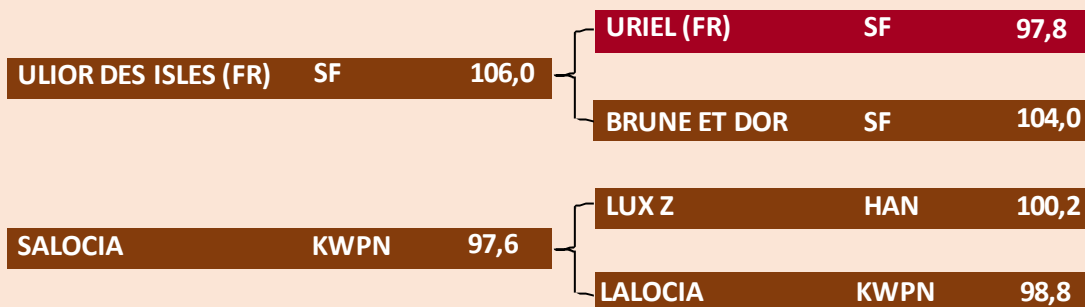 URIEL (FR) SF 97,8
ULIOR DES ISLES (FR) SF 106,0
BRUNE ET DOR SF 104,0
LUX Z HAN 100,2
SALOCIA KWPN 97,6
LALOCIA KWPN 98,8